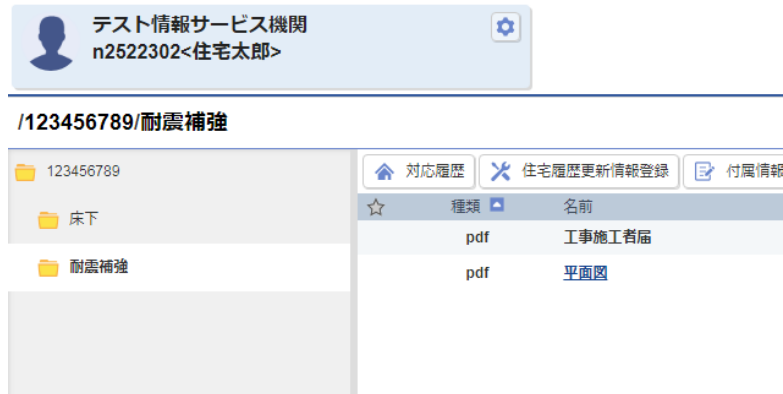 テスト情報サービス機関
n2522302<住宅太郎>
/123456789/耐震補強
123456789
床下
耐震補強
対応履歴 住宅履歴更新情報登録 付属情報
種類 名前
pdf 工事施工者届
pdf 平面図